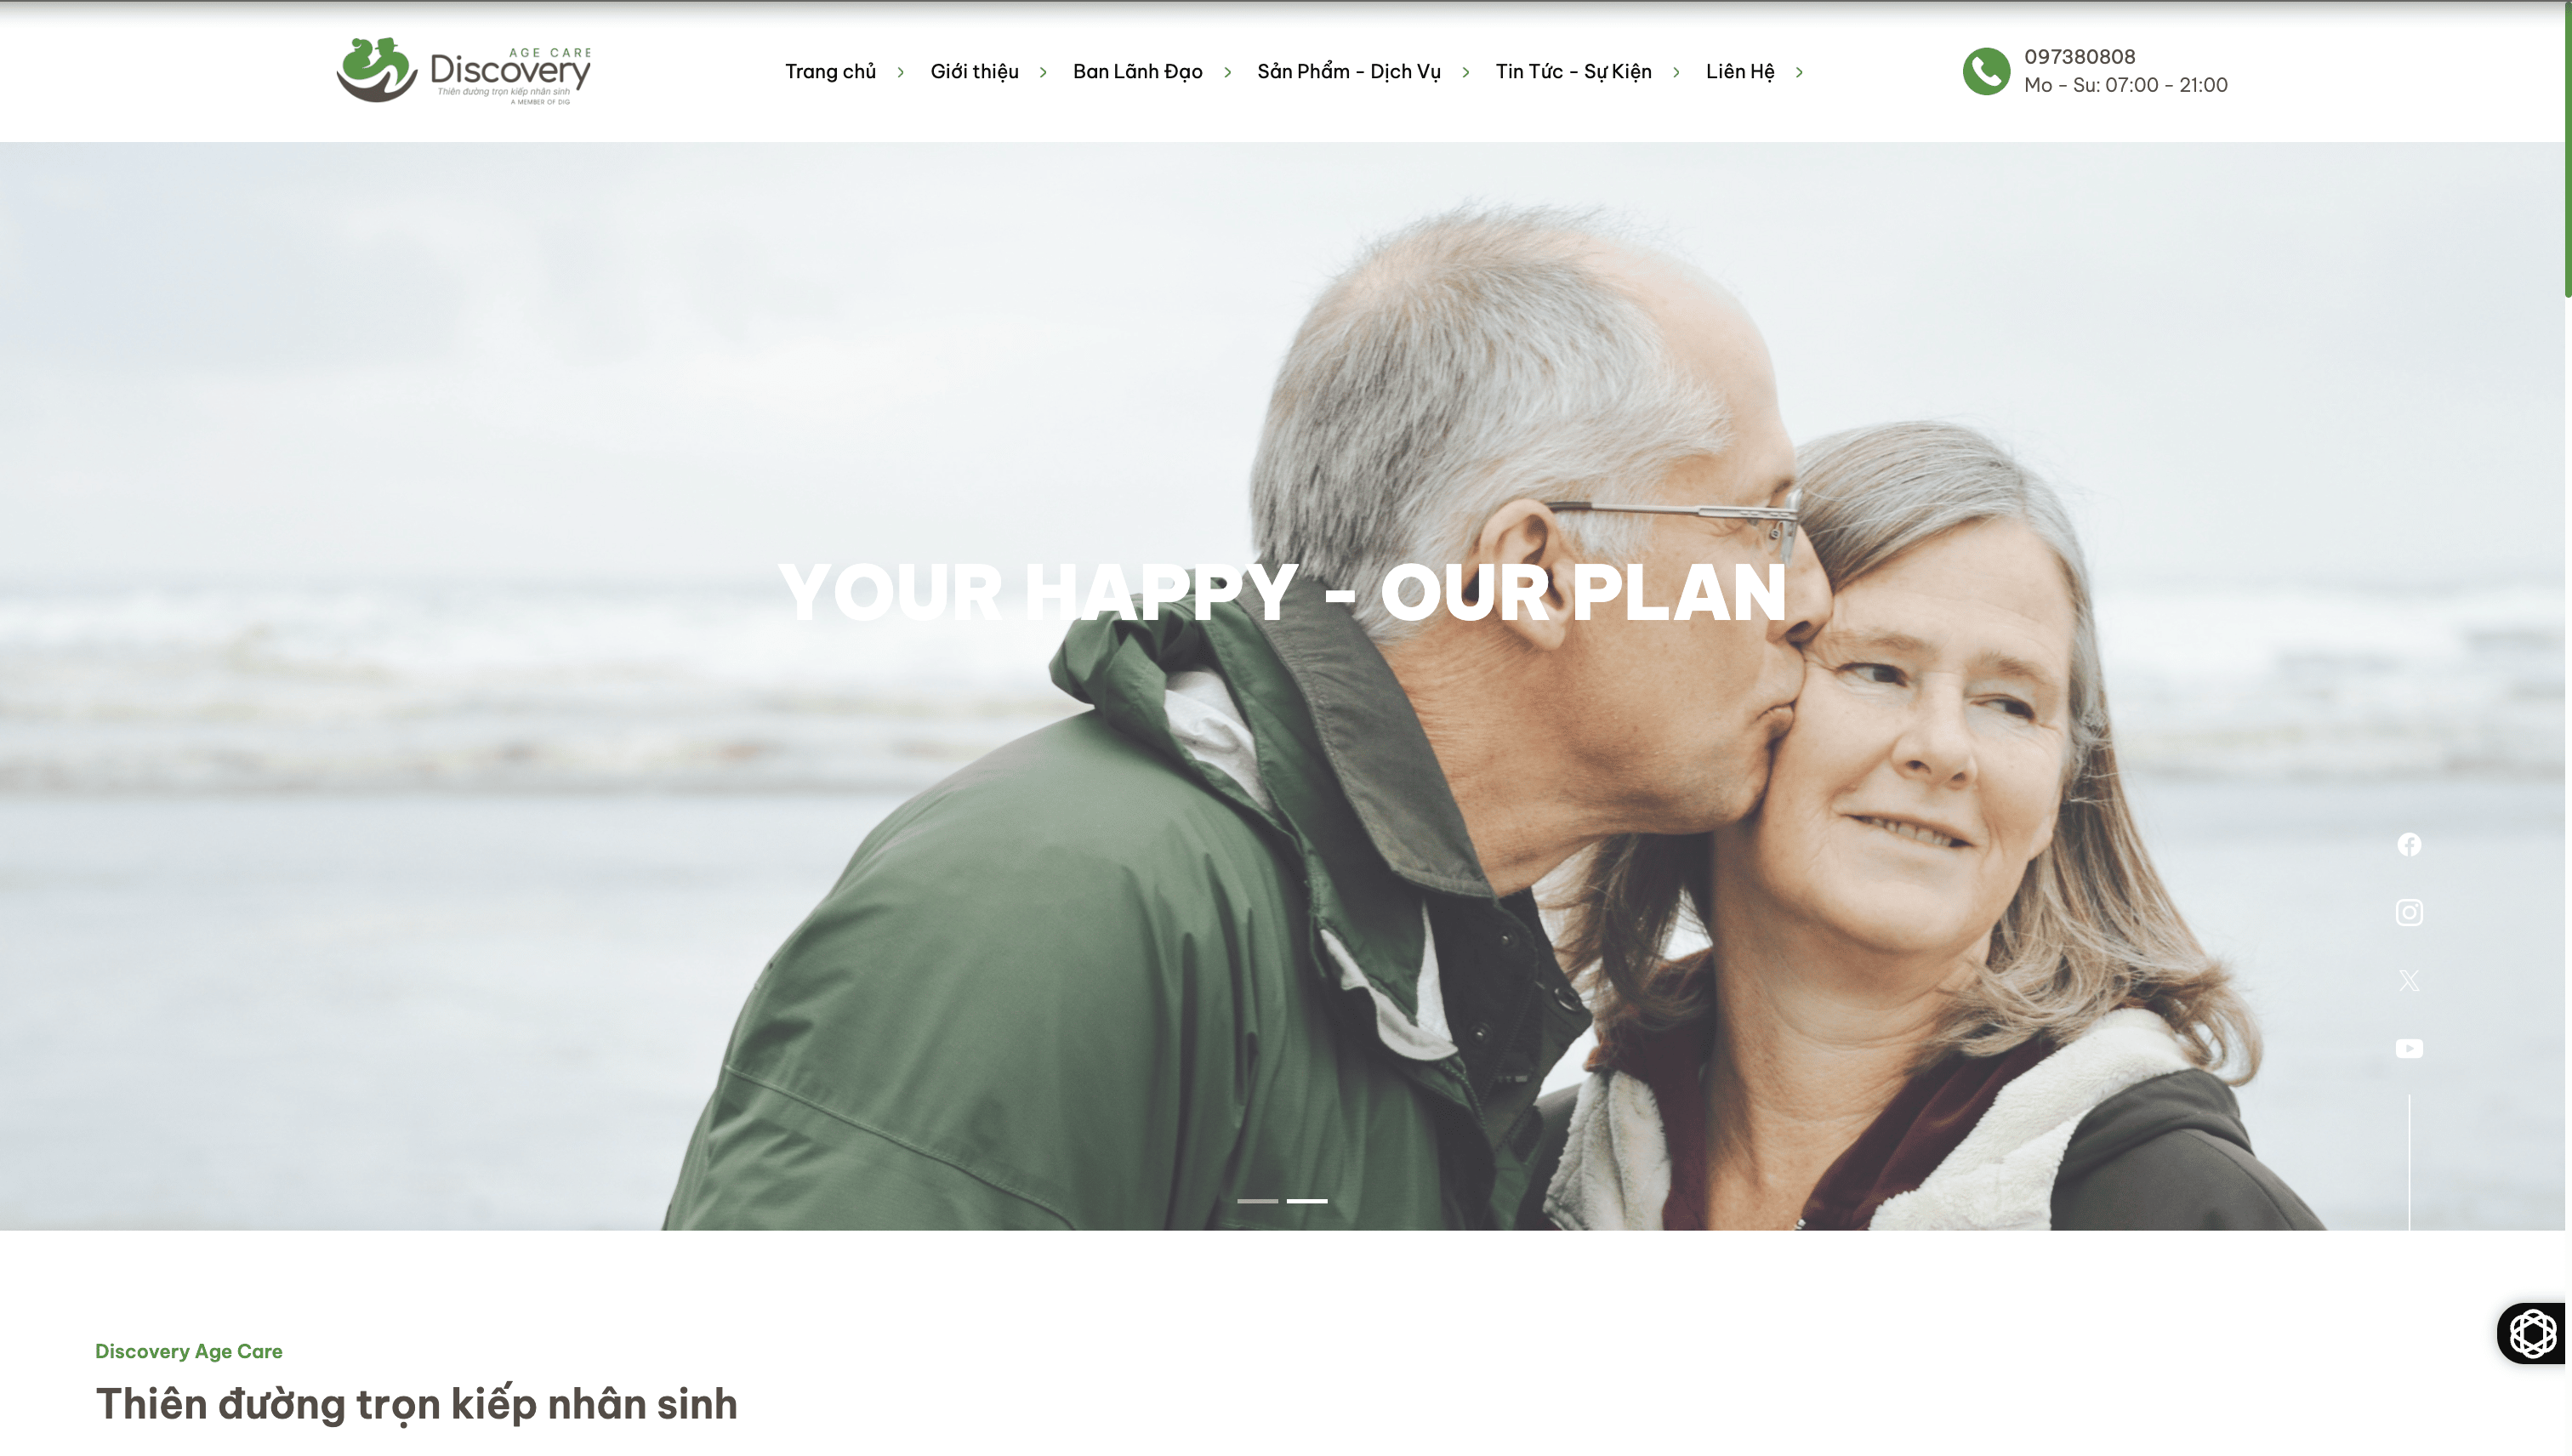 AGE CARE
Discovery
Thiên đường trọn kiếp nhân sinh
A MEMBER OF DIG
Trang chủ
Giới thiệu
Ban Lãnh Đạo
Sản Phẩm - Dịch Vụ
Tin Tức - Sự Kiện
Liên Hệ
097380808
Mo - Su: 07:00 - 21:00
YOUR HAPPY - OUR PLAN
Discovery Age Care
Thiên đường trọn kiếp nhân sinh